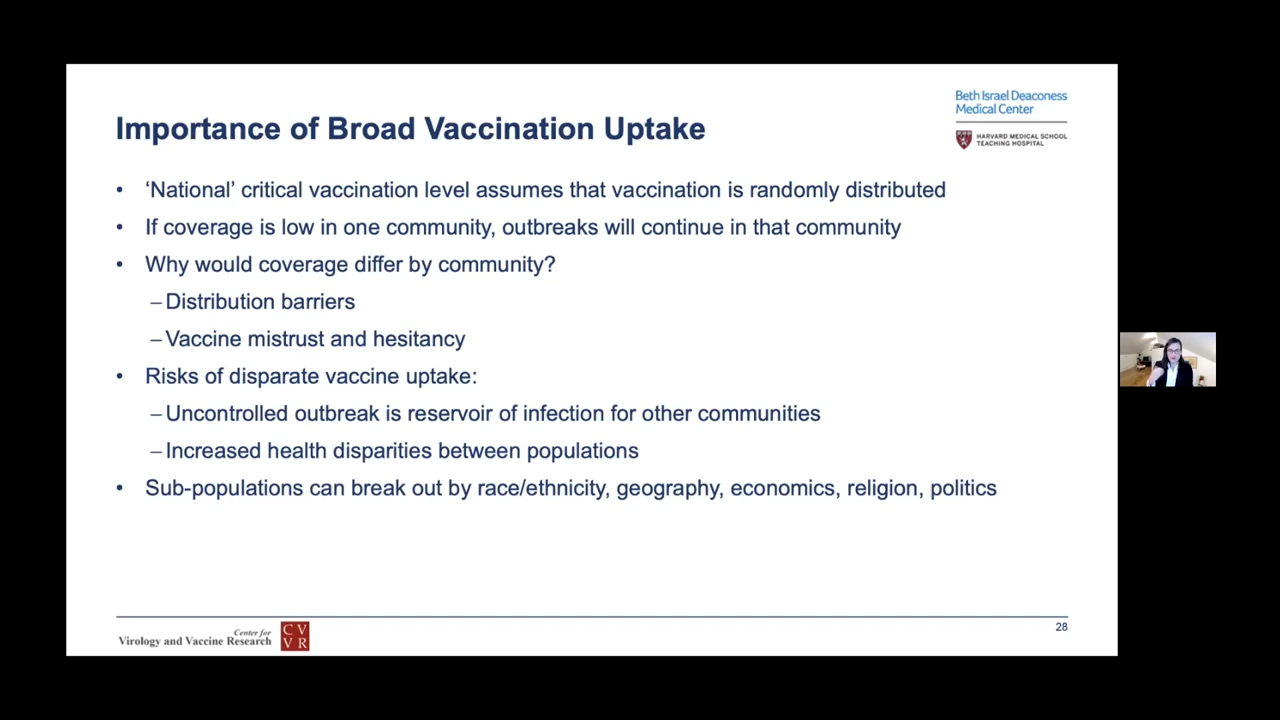 Beth Israel Deaconess
Medical Center
HARVARD MEDICAL SCHOOL
TEACHING HOSPITAL
Importance of Broad Vaccination Uptake
• ‘National’ critical vaccination level assumes that vaccination is randomly distributed
• If coverage is low in one community, outbreaks will continue in that community
• Why would coverage differ by community?
– Distribution barriers
– Vaccine mistrust and hesitancy
• Risks of disparate vaccine uptake:
– Uncontrolled outbreak is reservoir of infection for other communities
– Increased health disparities between populations
• Sub-populations can break out by race/ethnicity, geography, economics, religion, politics
Center for
Virology and Vaccine Research
C V
V R
28